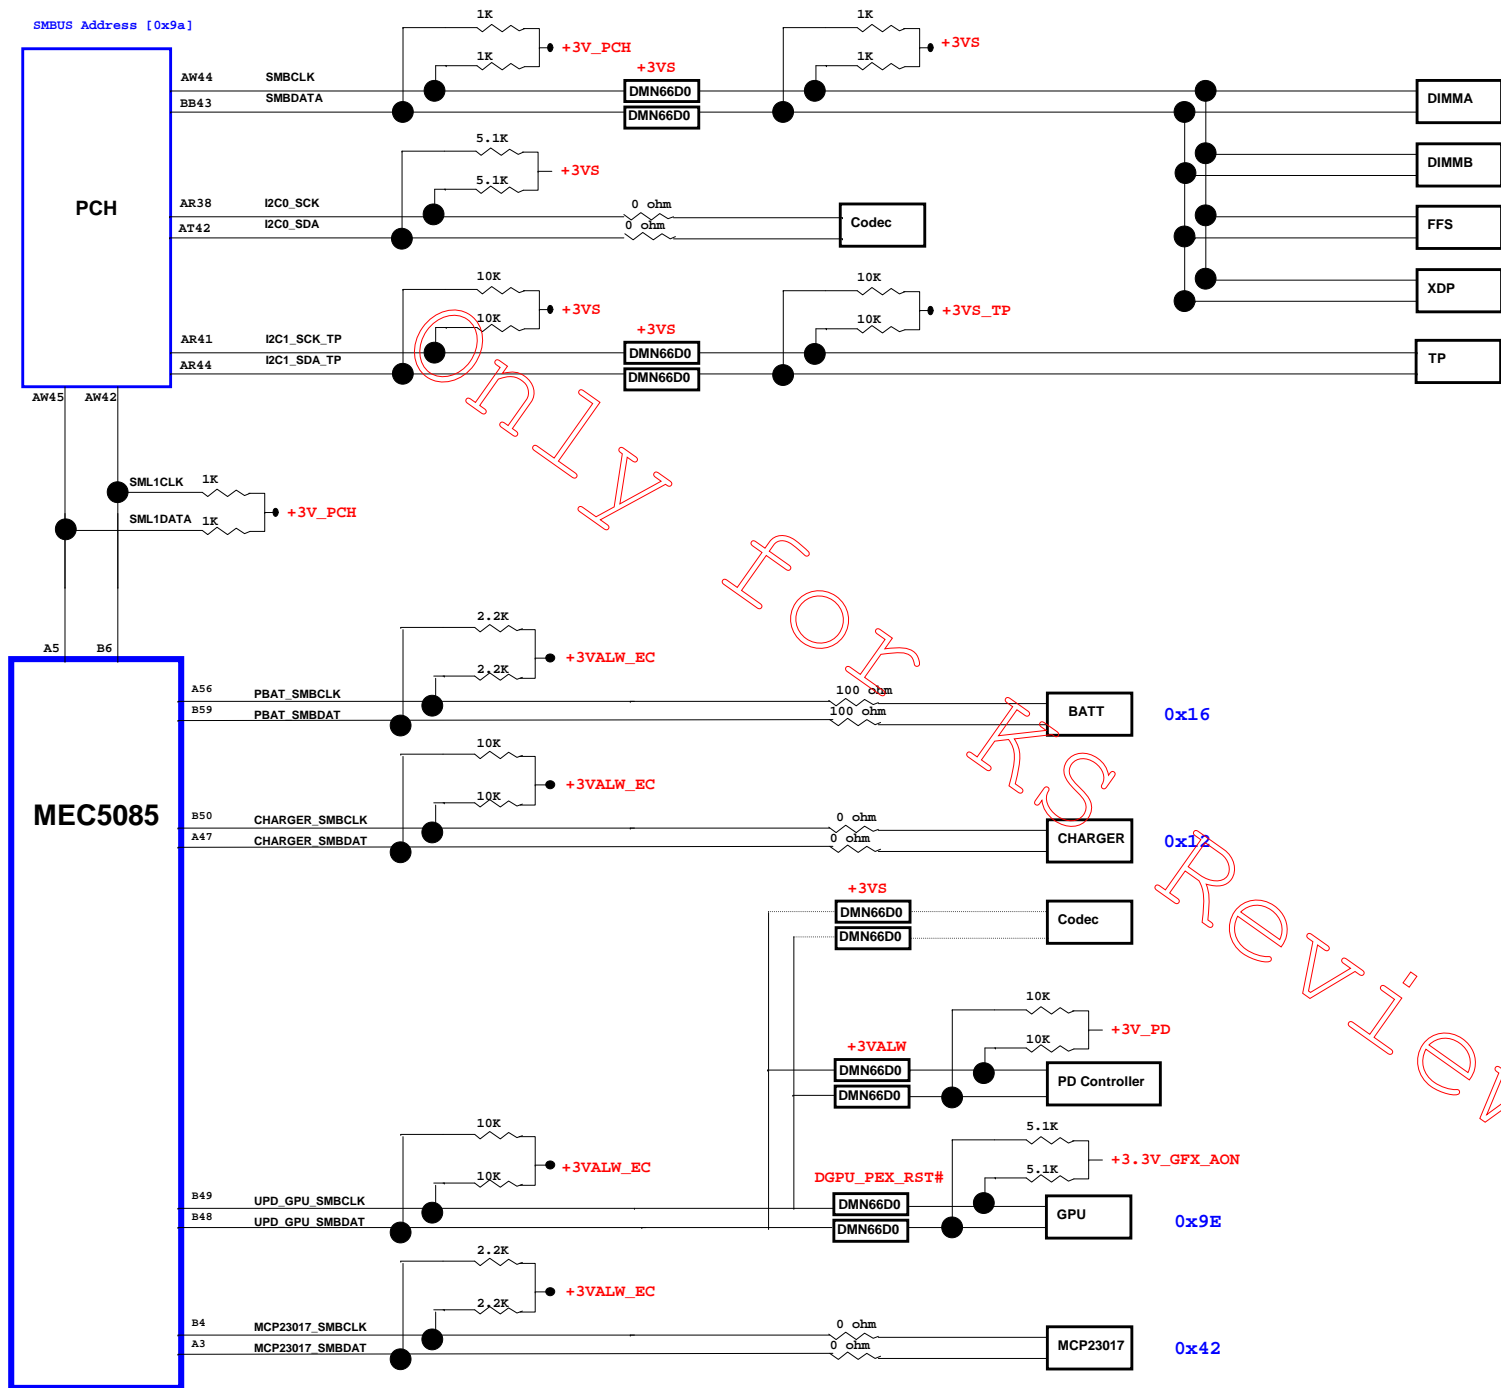 SMBUS Address [0x9a]
1K
1K
+3V_PCH
1K
1K
+3VS
AW44 SMBCLK
+3VS
DMN66D0
BB43 SMBDATA
DMN66D0
DIMMA
5.1K
5.1K
+3VS
DIMMB
PCH
AR38 I2C0_SCK
0 ohm
AT42 I2C0_SDA
0 ohm
Codec
FFS
10K
10K
+3VS
10K
10K
+3VS_TP
XDP
AR41 I2C1_SCK_TP
+3VS
DMN66D0
AR44 I2C1_SDA_TP
DMN66D0
TP
AW45 AW42
SML1CLK 1K
SML1DATA 1K
+3V_PCH
A5 B6
2.2K
2.2K
+3VALW_EC
A56 PBAT_SMBCLK
100 ohm
B59 PBAT_SMBDAT
100 ohm
BATT
0x16
10K
10K
+3VALW_EC
MEC5085
B50 CHARGER_SMBCLK
0 ohm
A47 CHARGER_SMBDAT
0 ohm
CHARGER
0x12
+3VS
DMN66D0
DMN66D0
Codec
10K
10K
+3V_PD
+3VALW
DMN66D0
DMN66D0
PD Controller
10K
10K
+3VALW_EC
5.1K
5.1K
+3.3V_GFX_AON
DGPU_PEX_RST#
B49 UPD_GPU_SMBCLK
DMN66D0
B48 UPD_GPU_SMBDAT
DMN66D0
GPU
0x9E
2.2K
2.2K
+3VALW_EC
B4 MCP23017_SMBCLK
0 ohm
A3 MCP23017_SMBDAT
0 ohm
MCP23017
0x42
Only for KS Review